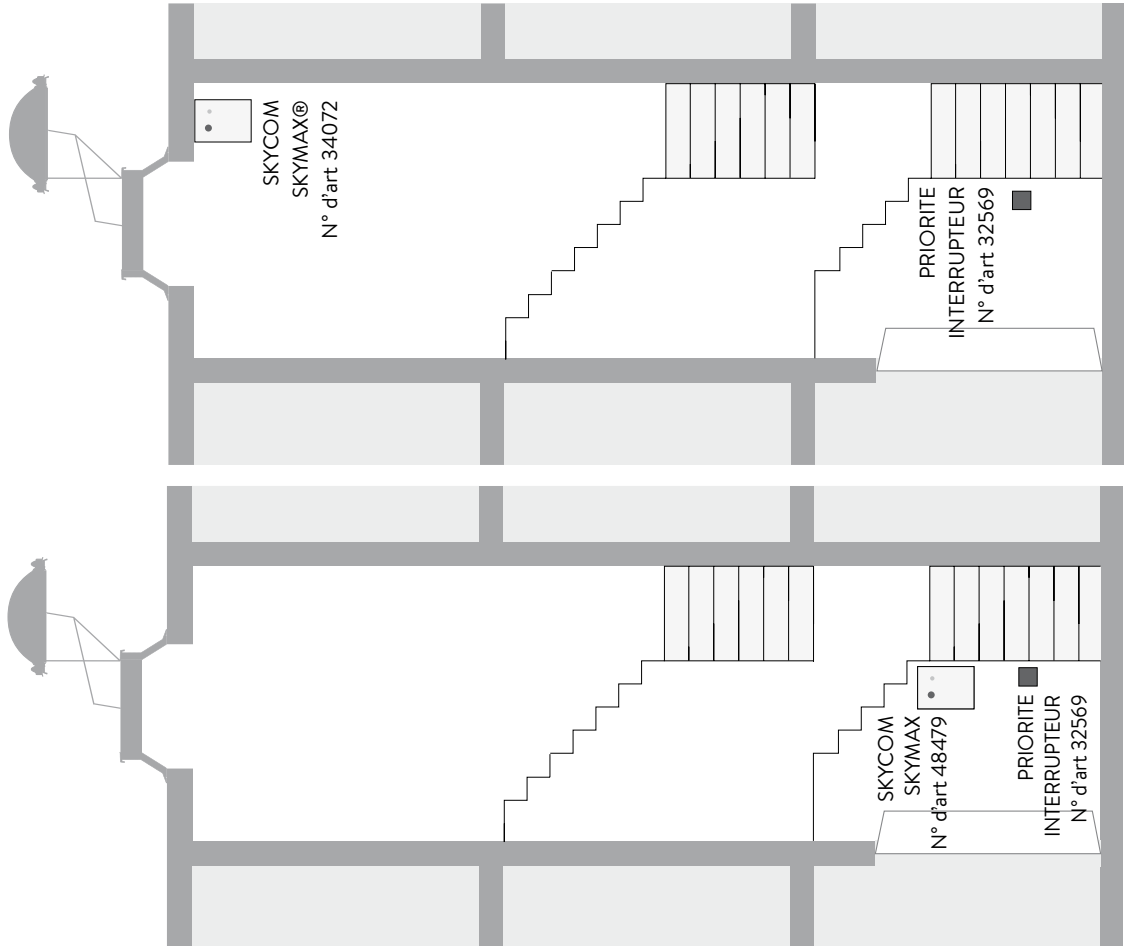 SKYCOM
SKYMAX®
N° d'art 34072
PRIORITE
INTERRUPTEUR
N° d'art 32569
SKYCOM
SKYMAX
N° d'art 48479
PRIORITE
INTERRUPTEUR
N° d'art 32569